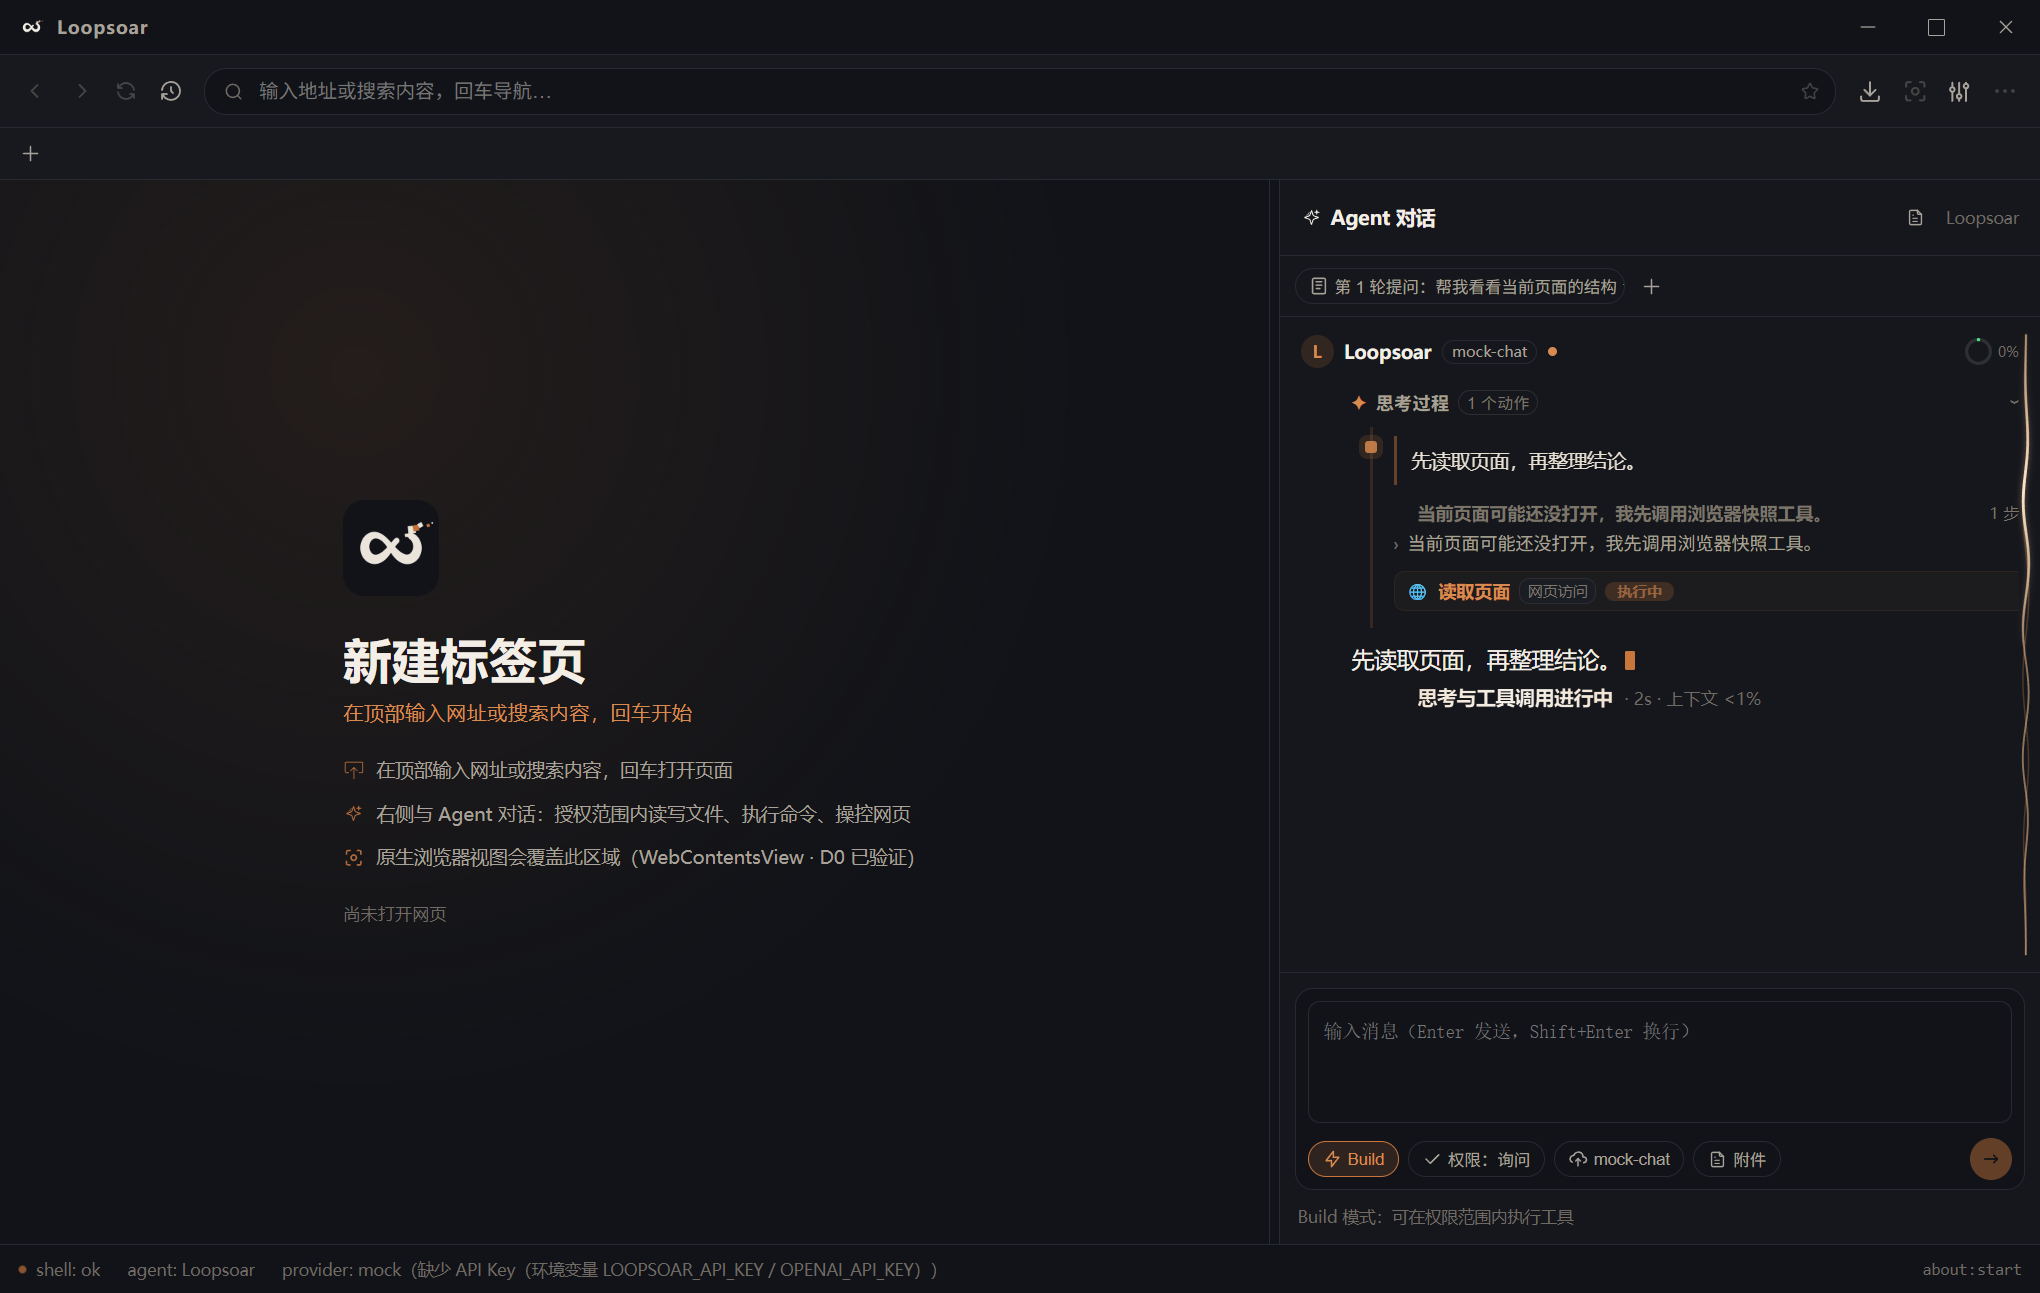 Loopsoar
输入地址或搜索内容，回车导航…
新建标签页
在顶部输入网址或搜索内容，回车开始
在顶部输入网址或搜索内容，回车打开页面
右侧与 Agent 对话：授权范围内读写文件、执行命令、操控网页
原生浏览器视图会覆盖此区域（WebContentsView · D0 已验证）
尚未打开网页
Agent 对话
Loopsoar
第 1 轮提问：帮我看看当前页面的结构
L Loopsoar mock-chat 0%
思考过程 1 个动作
先读取页面，再整理结论。
当前页面可能还没打开，我先调用浏览器快照工具。 1 步
› 当前页面可能还没打开，我先调用浏览器快照工具。
读取页面 网页访问 执行中
先读取页面，再整理结论。
思考与工具调用进行中 · 2s · 上下文 <1%
输入消息（Enter 发送，Shift+Enter 换行）
Build 权限：询问 mock-chat 附件
Build 模式：可在权限范围内执行工具
shell: ok agent: Loopsoar provider: mock（缺少 API Key（环境变量 LOOPSOAR_API_KEY / OPENAI_API_KEY））
about:start